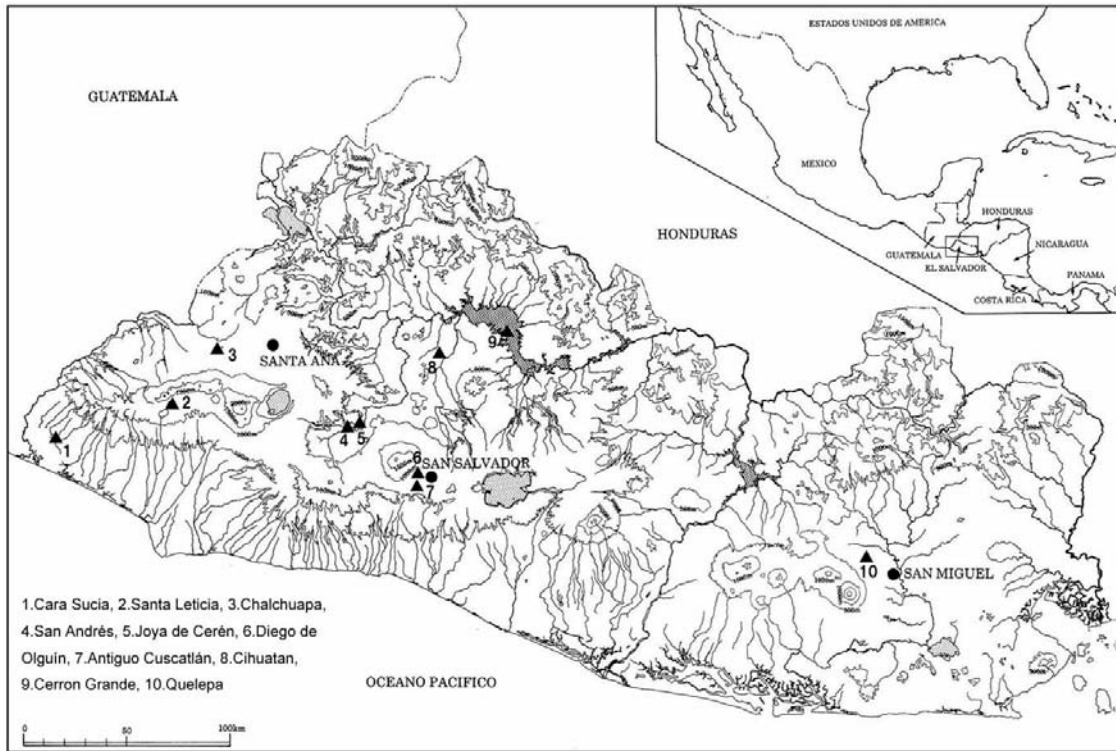 ESTADOS UNIDOS DE AMERICA
GUATEMALA
MEXICO
HONDURAS
HONDURAS
NICARAGUA
GUATEMALA
EL SALVADOR
PANAMA
COSTA RICA
9
3
SANTA ANA
8
2
1
4 5
6
SAN SALVADOR
7
10
SAN MIGUEL
1.Cara Sucia, 2.Santa Leticia, 3.Chalchuapa,
4.San Andrés, 5.Joya de Cerén, 6.Diego de
Olguín, 7.Antiguo Cuscatlán, 8.Cihuatan,
9.Cerron Grande, 10.Quelepa
OCEANO PACIFICO
0 50 100km